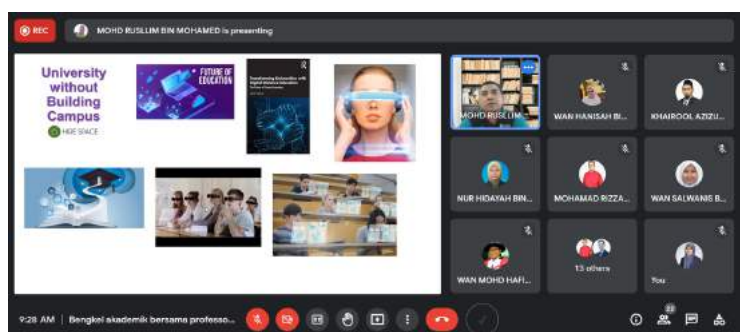 REC
MOHD RUSLLIM BIN MOHAMED is presenting
University
without
Building
Campus
HIRE SPACE
FUTURE OF
EDUCATION
MOHD RUSLLIM ...
WAN HANISAH BI...
KHAIROOL AZIZU...
NUR HIDAYAH BIN...
MOHAMAD RIZZA...
WAN SALWANIS B...
WAN MOHD HAFI...
13 others
You
9:28 AM | Bengkel akademik bersama professo...
22